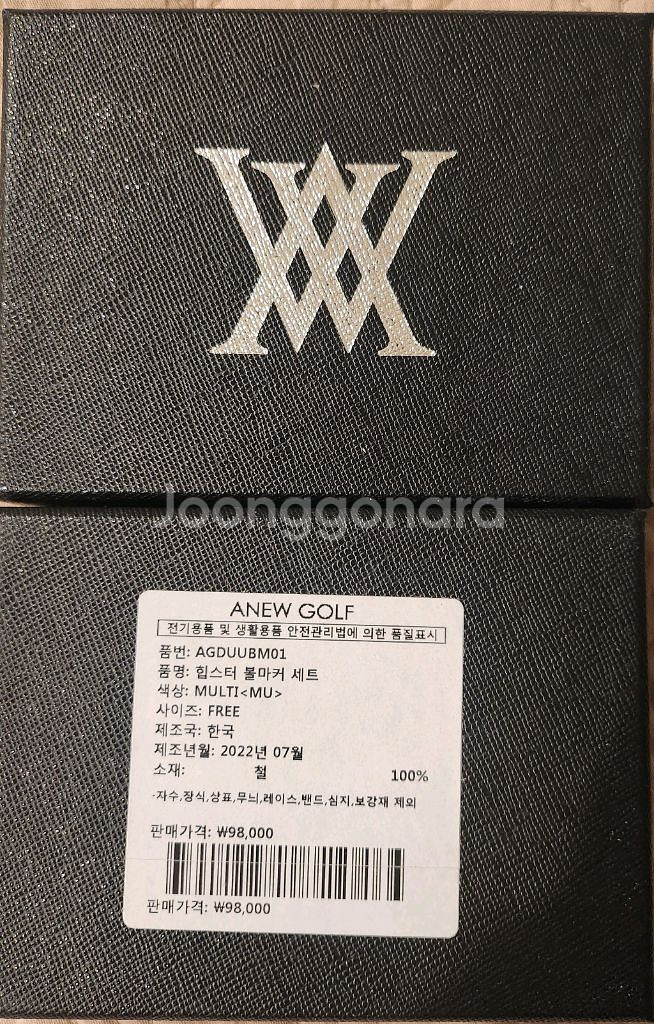 Joonggonara
ANEW GOLF
전기용품 및 생활용품 안전관리법에 의한 품질표시
품번: AGDUUBM01
품명: 힙스터 볼마커 세트
색상: MULTI<MU>
사이즈: FREE
제조국: 한국
제조년월: 2022년 07월
소재: 철 100%
-자수,장식,상표,무늬,레이스,밴드,심지,보강재 제외
판매가격: ₩98,000
판매가격: ₩98,000